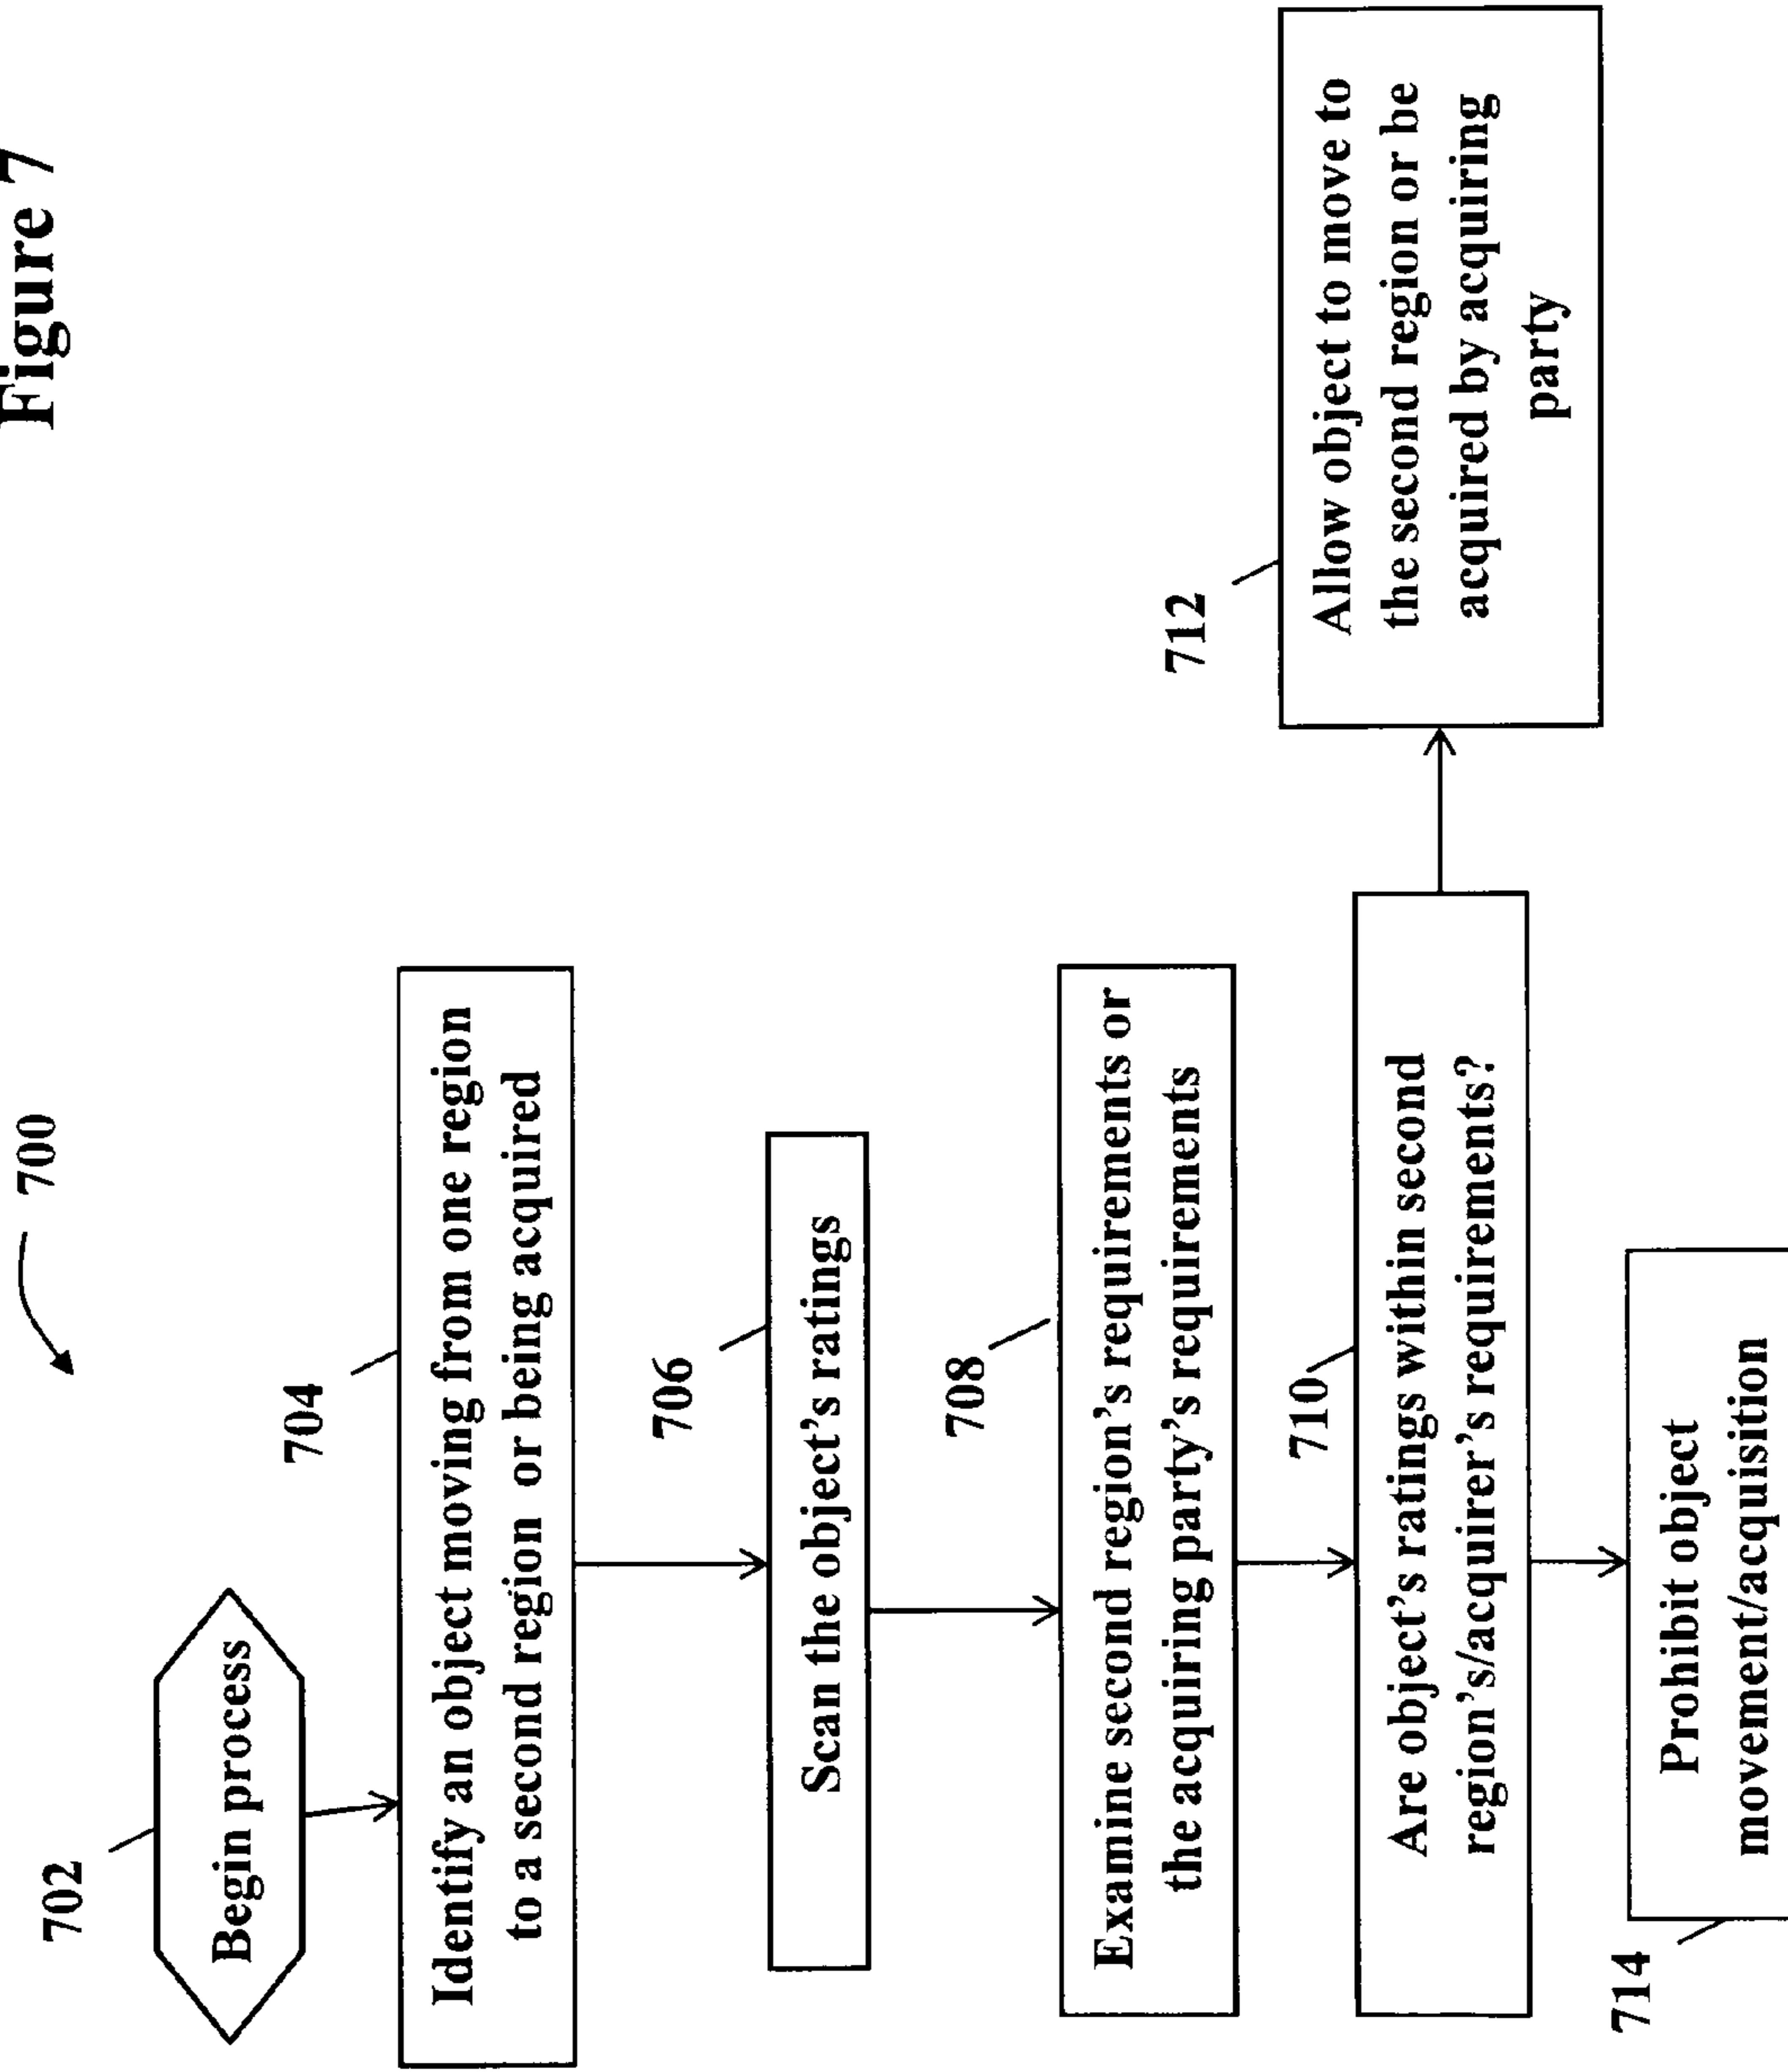 Figure 7
700
702
Begin process
704
Identify an object moving from one region
to a second region or being acquired
706
Scan the object's ratings
708
Examine second region's requirements or
the acquiring party's requirements
710
Are object's ratings within second
region's/acquirer's requirements?
712
Allow object to move to
the second region or be
acquired by acquiring
party
714
Prohibit object
movement/acquisition